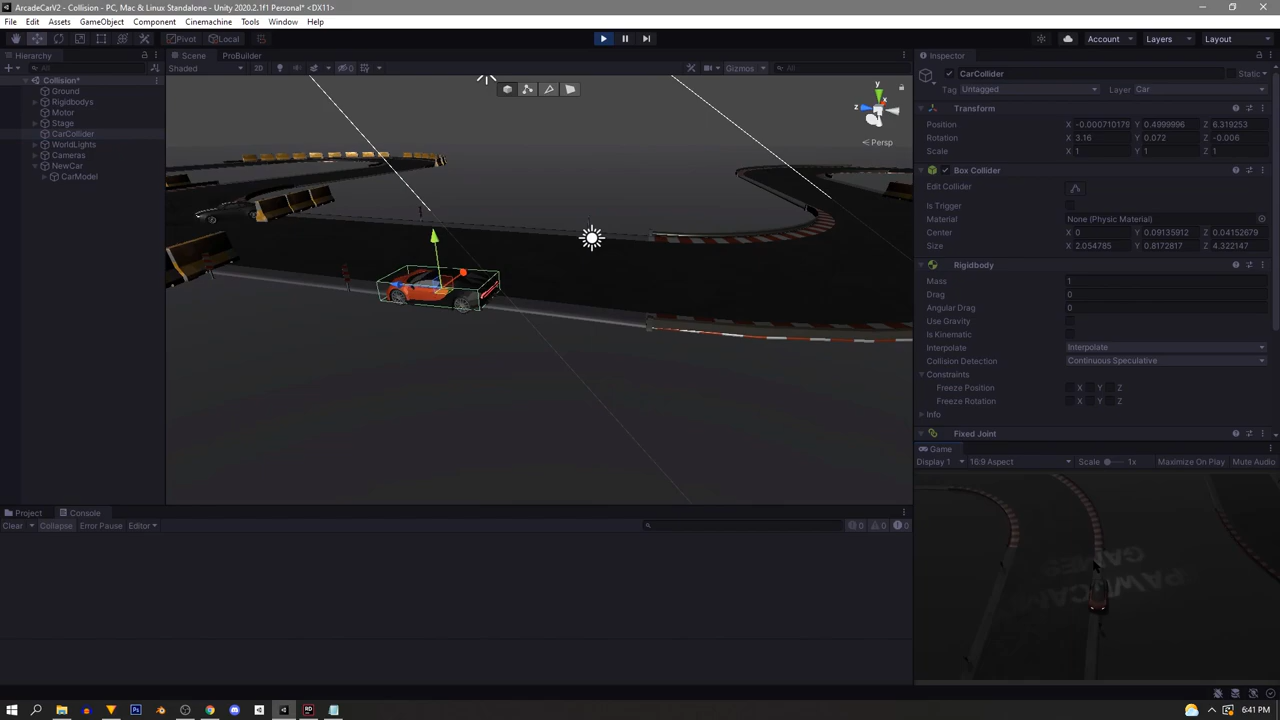 ArcadeCarV2 - Collision - PC, Mac & Linux Standalone - Unity 2020.2.1f1 Personal* <DX11>
File Edit Assets GameObject Component Cinemachine Tools Window Help
Pivot Local Account Layers Layout
Hierarchy Scene ProBuilder Inspector
All Shaded 2D 0 Gizmos All
CarCollider Static
Tag Untagged Layer Car
Collision*
Ground
Rigidbodys
Motor
Stage
CarCollider
WorldLights
Cameras
NewCar
CarModel
y
x
z
Persp
Transform
Position X -0.000710179 Y 0.4999996 Z 6.319253
Rotation X 3.16 Y 0.072 Z -0.006
Scale X 1 Y 1 Z 1
Box Collider
Edit Collider
Is Trigger
Material None (Physic Material)
Center X 0 Y 0.09135912 Z 0.04152679
Size X 2.054785 Y 0.8172817 Z 4.322147
Rigidbody
Mass 1
Drag 0
Angular Drag 0
Use Gravity
Is Kinematic
Interpolate Interpolate
Collision Detection Continuous Speculative
Constraints
Freeze Position X Y Z
Freeze Rotation X Y Z
Info
Fixed Joint
Game
Display 1 16:9 Aspect Scale 1x Maximize On Play Mute Audio
GAMES
Project Console
Clear Collapse Error Pause Editor 0 0 0
6:41 PM